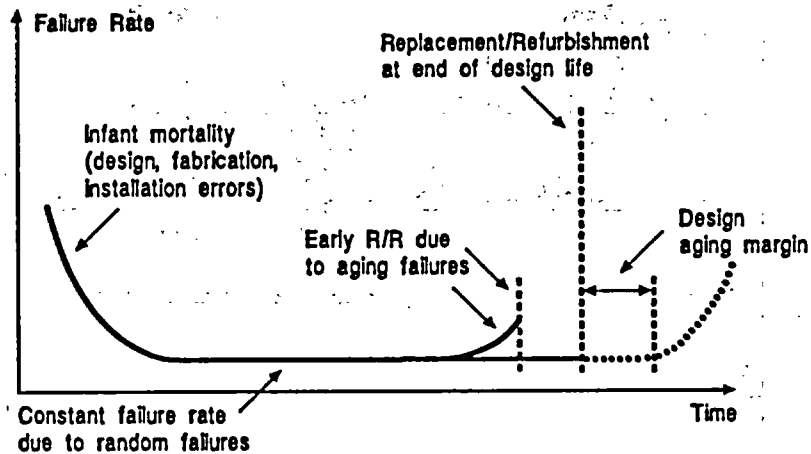 Failure Rate
Replacement/Refurbishment
at end of design life
Infant mortality
(design, fabrication,
installation errors)
Early R/R due
to aging failures
Design
aging margin
Constant failure rate
due to random failures
Time